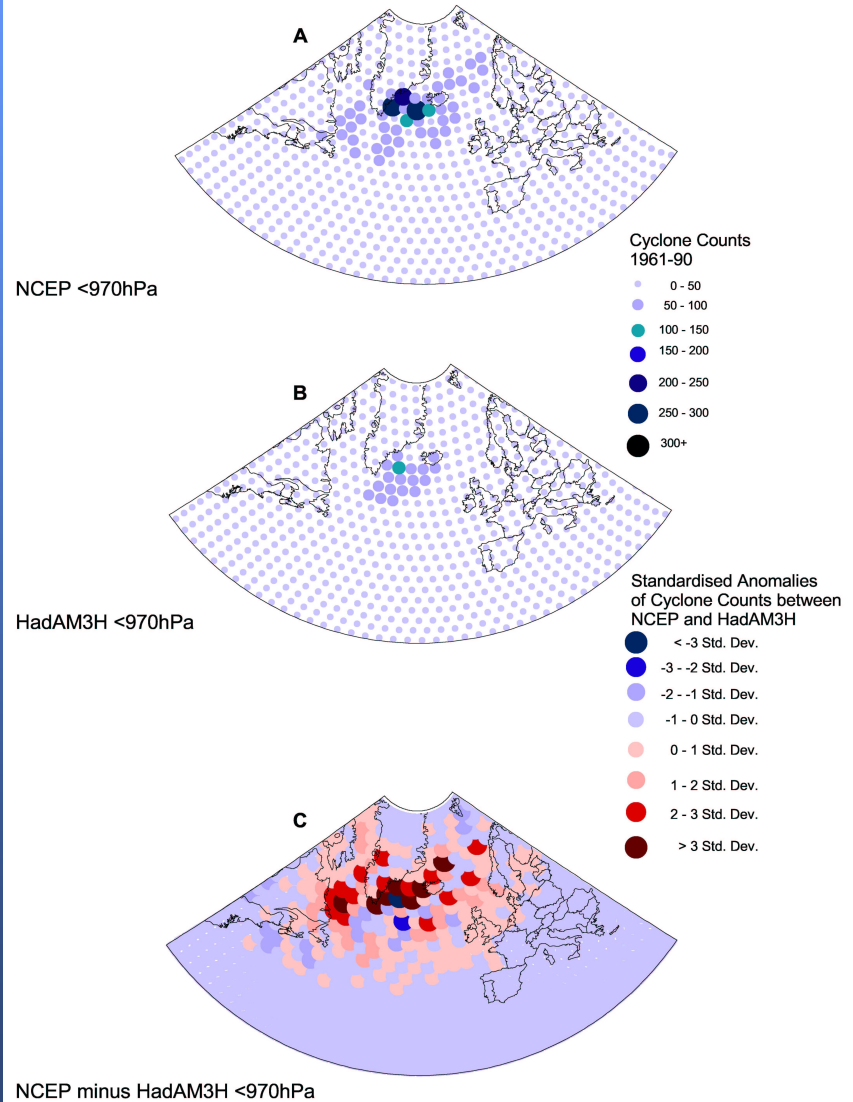 A
Cyclone Counts
1961-90
0 - 50
50 - 100
100 - 150
150 - 200
200 - 250
250 - 300
300+
NCEP <970hPa
B
HadAM3H <970hPa
Standardised Anomalies
of Cyclone Counts between
NCEP and HadAM3H
< -3 Std. Dev.
-3 - -2 Std. Dev.
-2 - -1 Std. Dev.
-1 - 0 Std. Dev.
0 - 1 Std. Dev.
1 - 2 Std. Dev.
2 - 3 Std. Dev.
> 3 Std. Dev.
C
NCEP minus HadAM3H <970hPa